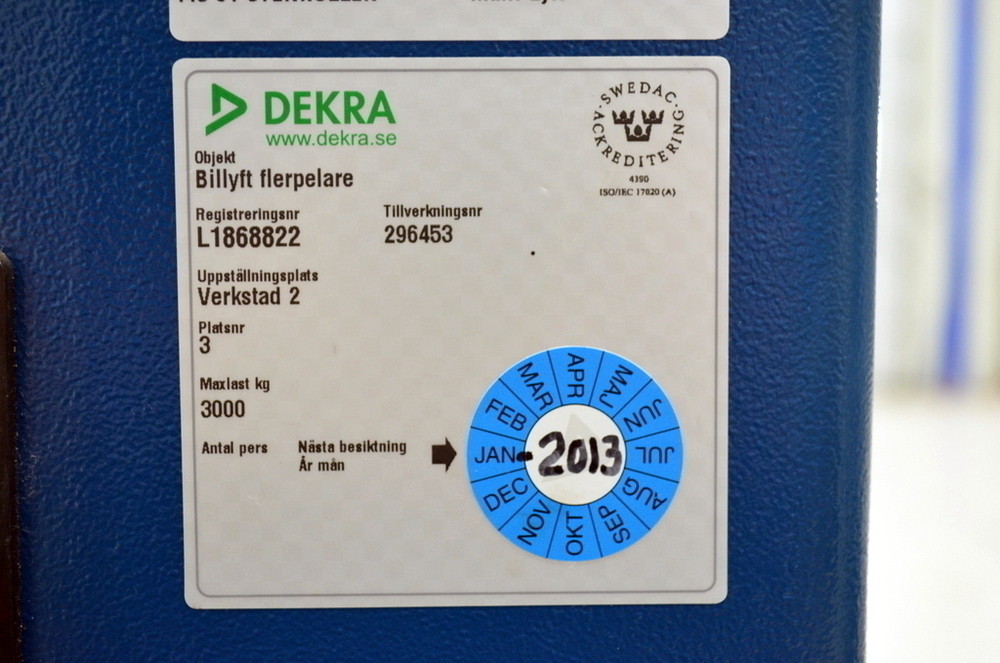 DEKRA
www.dekra.se
SWEDAC
ACKREDITERING
4390
ISO/IEC 17020 (A)
Objekt
Billyft flerpelare
Registreringsnr Tillverkningsnr
L1868822 296453
Uppställningsplats
Verkstad 2
Platsnr
3
Maxlast kg
3000
Antal pers Nästa besiktning
År mån
JAN FEB MAR APR MAJ JUN JUL AUG SEP OKT NOV DEC
-2013